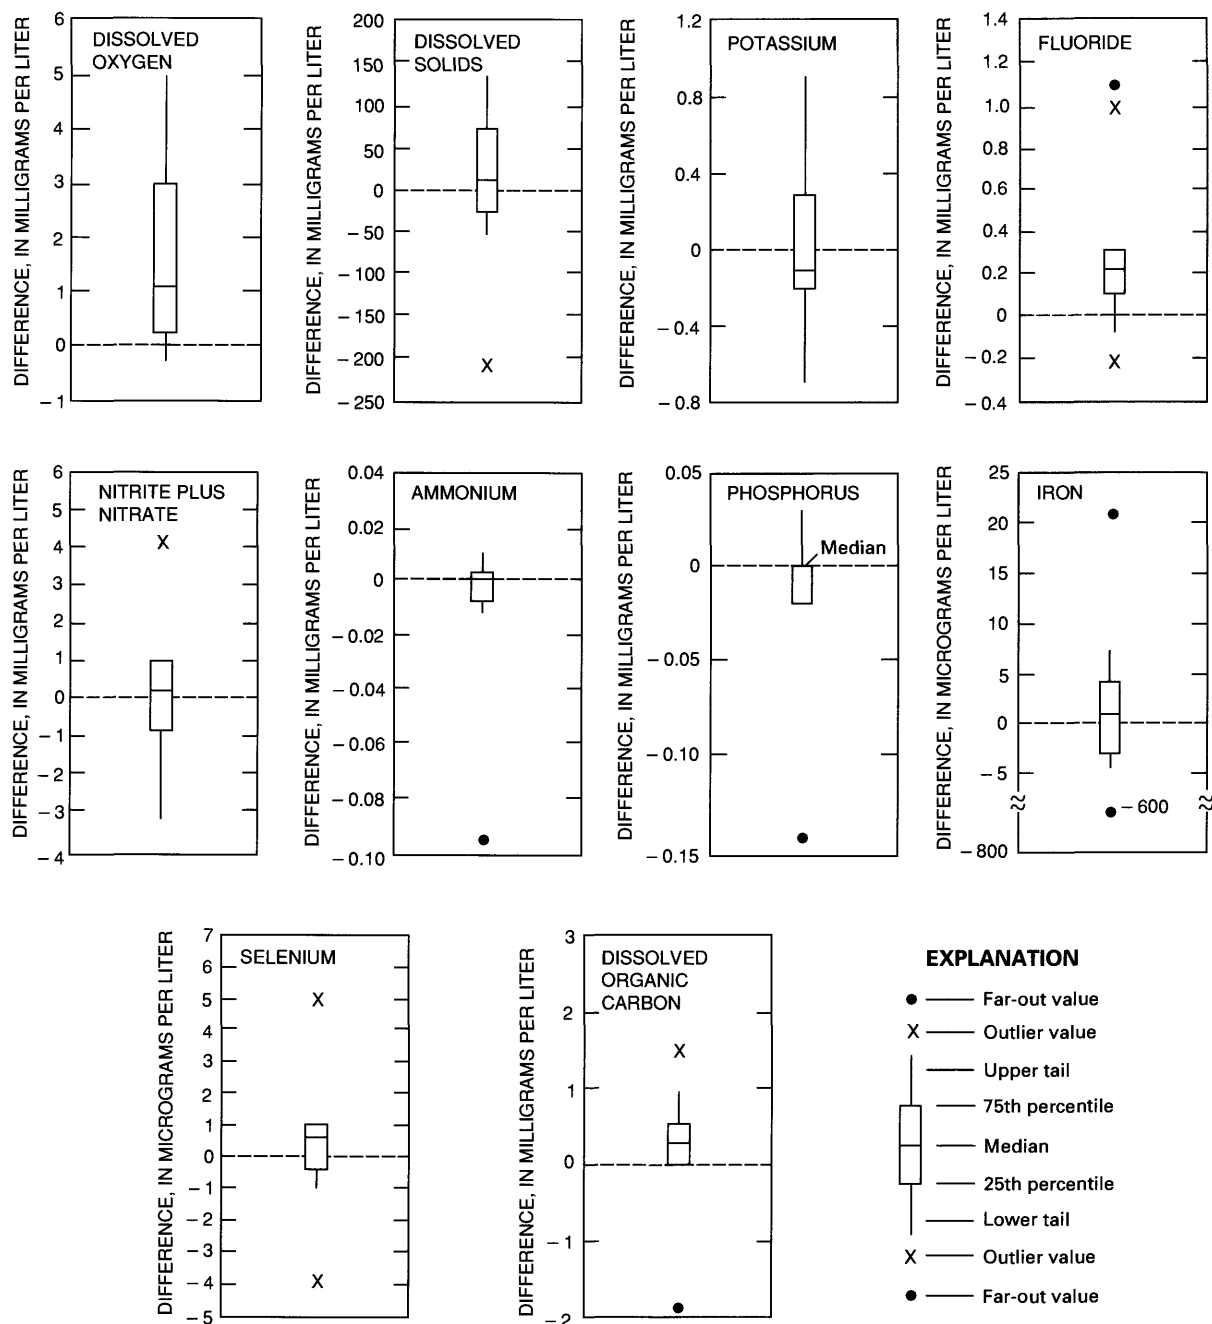 DIFFERENCE, IN MILLIGRAMS PER LITER
6
5
4
3
2
1
0
−1
DISSOLVED
OXYGEN
DIFFERENCE, IN MILLIGRAMS PER LITER
200
150
100
50
0
−50
−100
−150
−200
−250
DISSOLVED
SOLIDS
X
DIFFERENCE, IN MILLIGRAMS PER LITER
1.2
0.8
0.4
0
−0.4
−0.8
POTASSIUM
DIFFERENCE, IN MILLIGRAMS PER LITER
1.4
1.2
1.0
0.8
0.6
0.4
0.2
0
−0.2
−0.4
FLUORIDE
X
X
DIFFERENCE, IN MILLIGRAMS PER LITER
6
5
4
3
2
1
0
−1
−2
−3
−4
NITRITE PLUS
NITRATE
X
DIFFERENCE, IN MILLIGRAMS PER LITER
0.04
0.02
0
−0.02
−0.04
−0.06
−0.08
−0.10
AMMONIUM
DIFFERENCE, IN MILLIGRAMS PER LITER
0.05
0
−0.05
−0.10
−0.15
PHOSPHORUS
Median
DIFFERENCE, IN MICROGRAMS PER LITER
25
20
15
10
5
0
−5
−800
IRON
−600
DIFFERENCE, IN MICROGRAMS PER LITER
7
6
5
4
3
2
1
0
−1
−2
−3
−4
−5
SELENIUM
X
X
DIFFERENCE, IN MILLIGRAMS PER LITER
3
2
1
0
−1
−2
DISSOLVED
ORGANIC
CARBON
X
EXPLANATION
Far-out value
X Outlier value
Upper tail
75th percentile
Median
25th percentile
Lower tail
X Outlier value
Far-out value